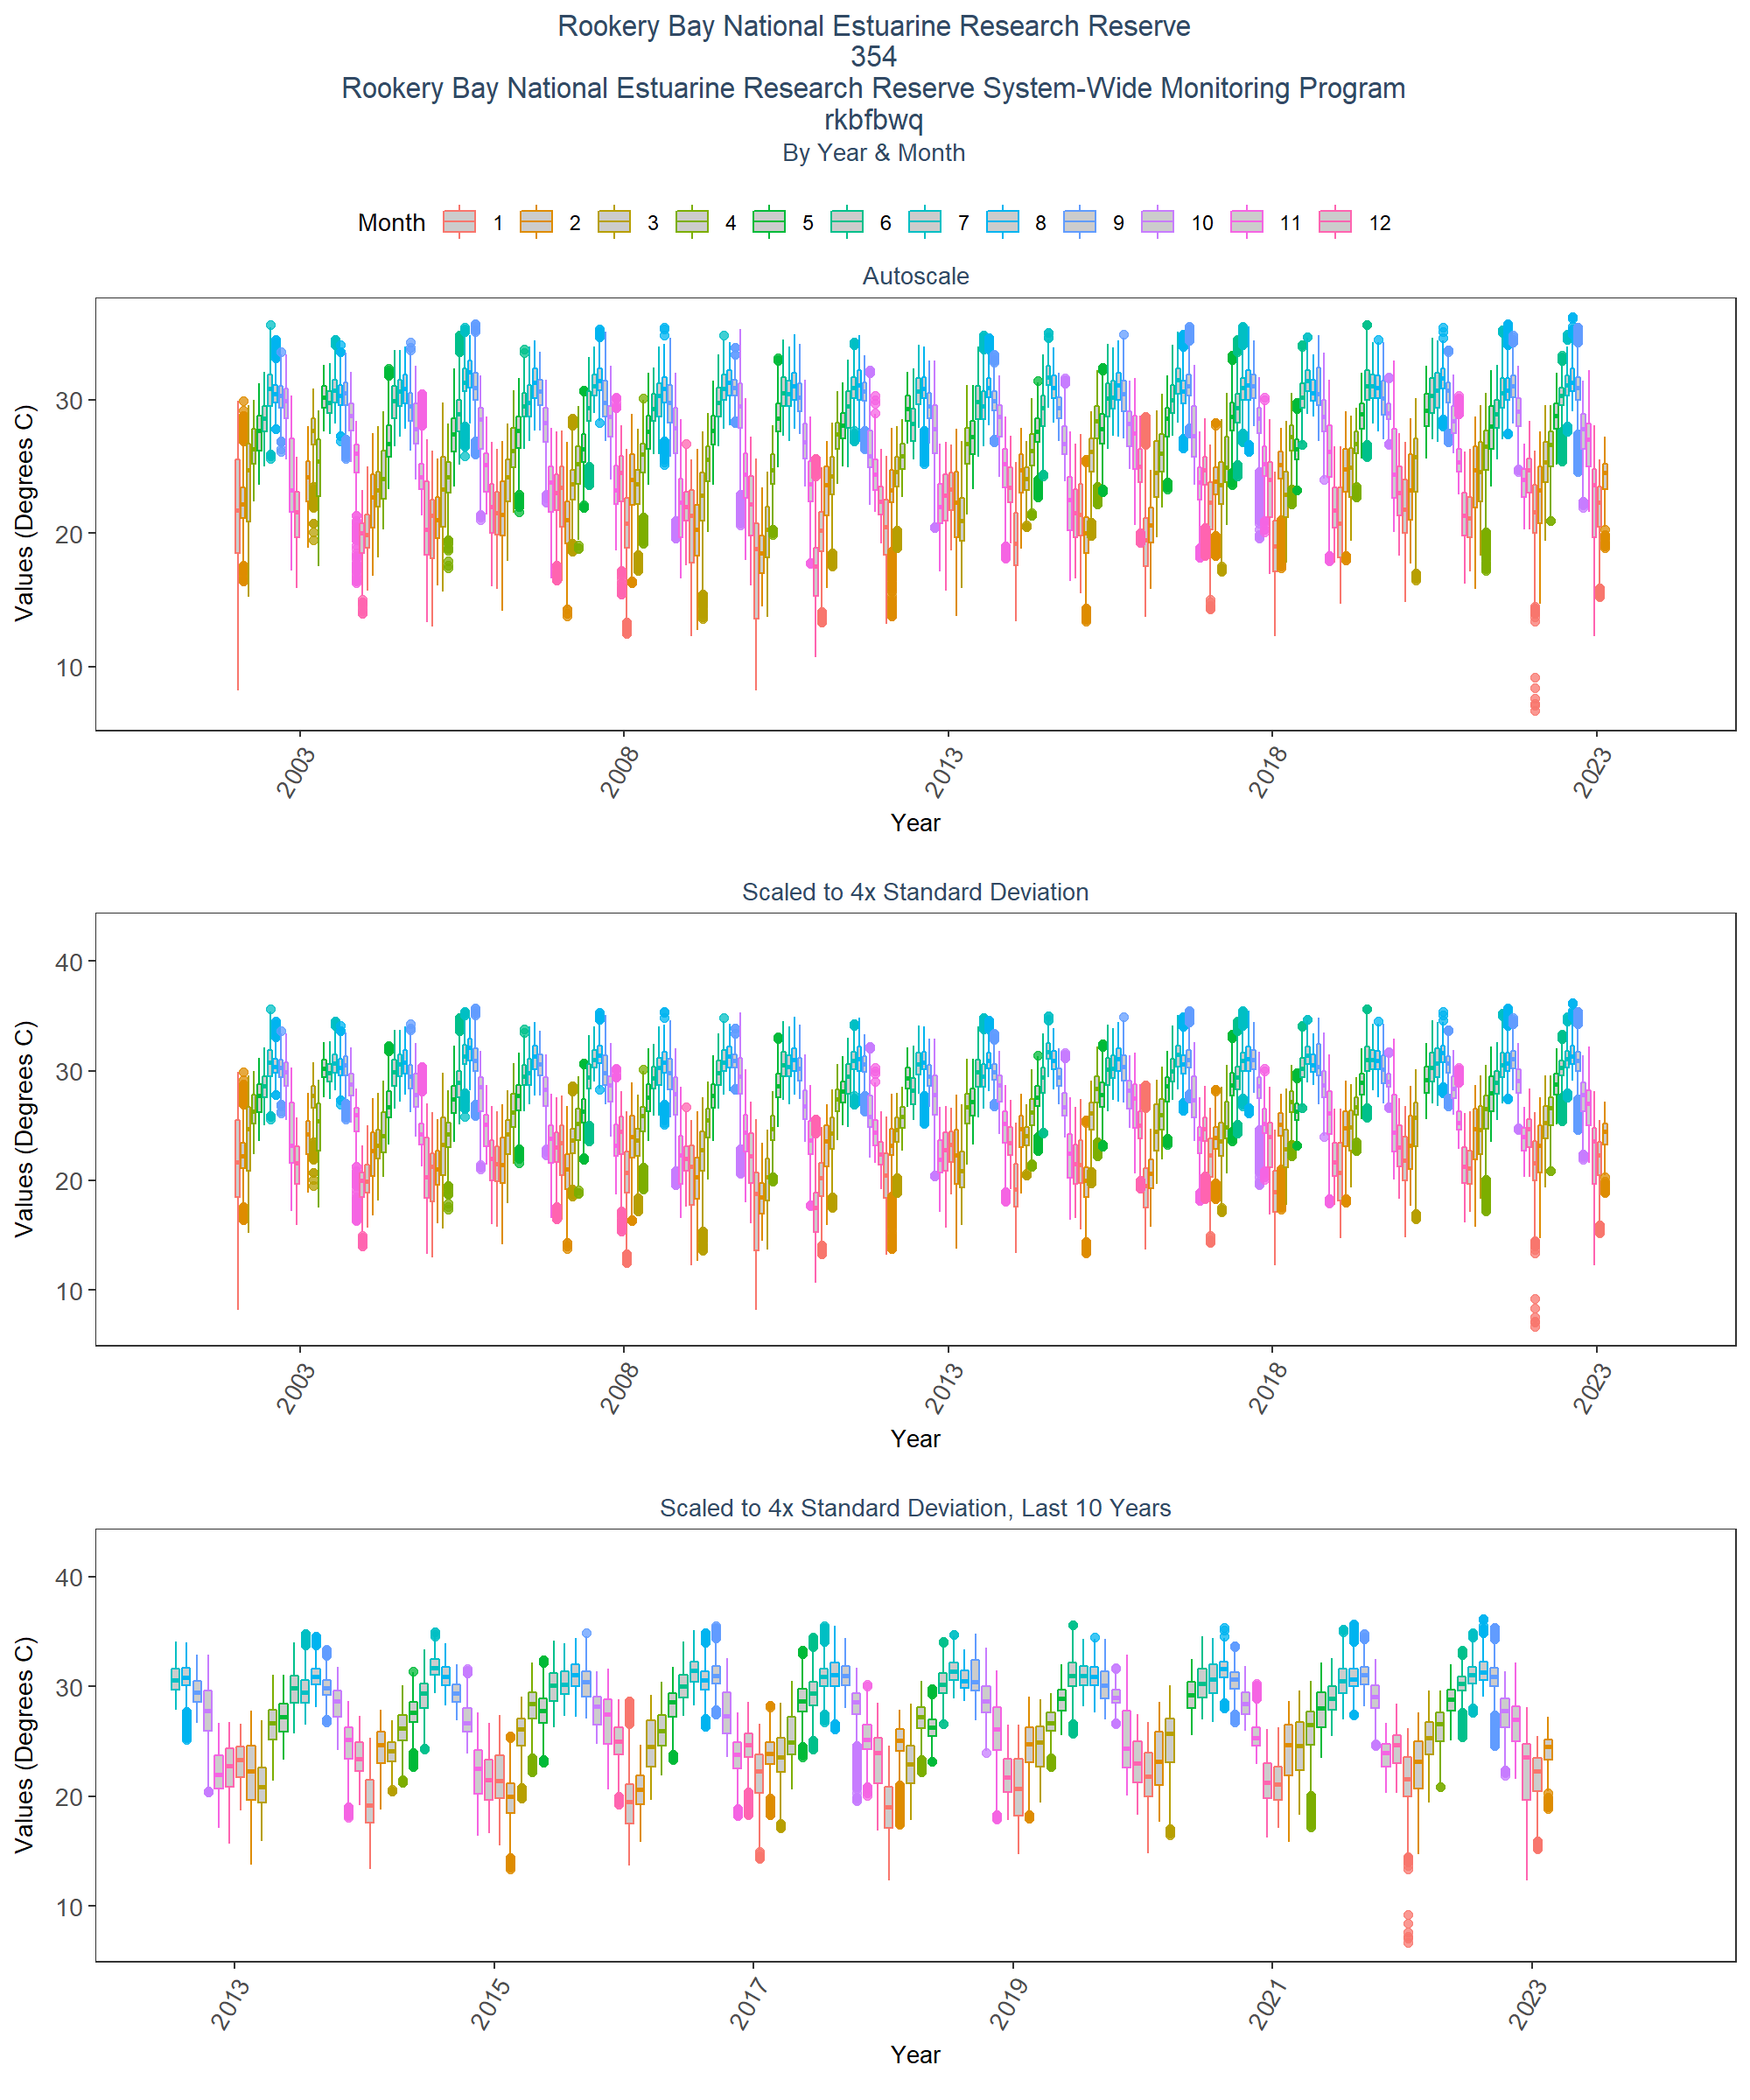 Rookery Bay National Estuarine Research Reserve
354
Rookery Bay National Estuarine Research Reserve System-Wide Monitoring Program
rkbfbwq
By Year & Month
Month 1 2 3 4 5 6 7 8 9 10 11 12
Autoscale
Values (Degrees C)
30
20
10
2003 2008 2013 2018 2023
Year
Scaled to 4x Standard Deviation
Values (Degrees C)
40
30
20
10
2003 2008 2013 2018 2023
Year
Scaled to 4x Standard Deviation, Last 10 Years
Values (Degrees C)
40
30
20
10
2013 2015 2017 2019 2021 2023
Year